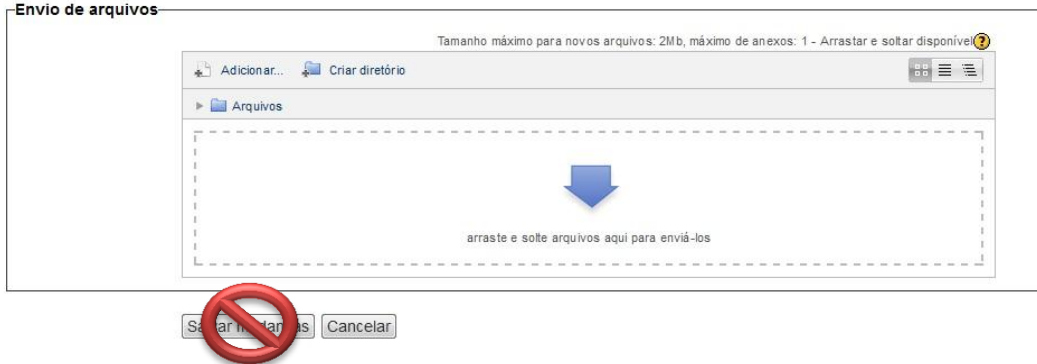 Envio de arquivos
Tamanho máximo para novos arquivos: 2Mb, máximo de anexos: 1 - Arrastar e soltar disponível ?
Adicionar... Criar diretório
Arquivos
arraste e solte arquivos aqui para enviá-los
Cancelar